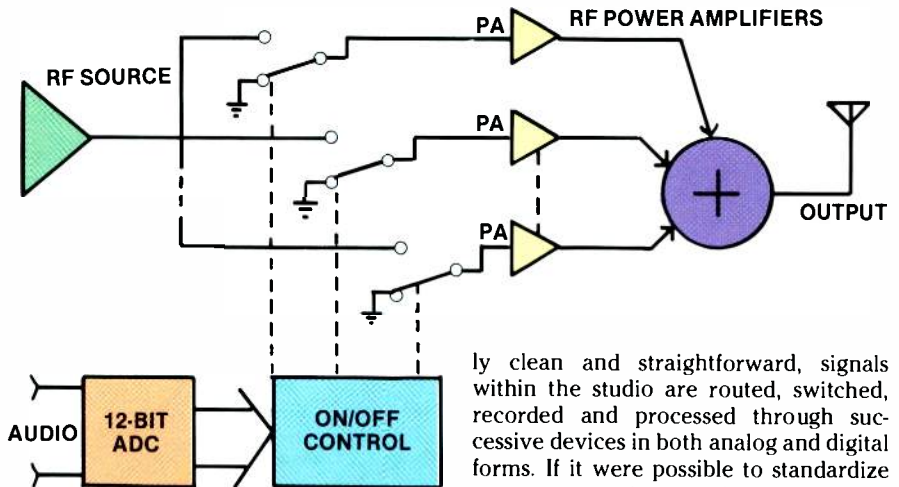 PA
RF POWER AMPLIFIERS
RF SOURCE
PA
+
OUTPUT
PA
AUDIO
12-BIT
ADC
ON/OFF
CONTROL
ly clean and straightforward, signals
within the studio are routed, switched,
recorded and processed through suc-
cessive devices in both analog and digital
forms. If it were possible to standardize